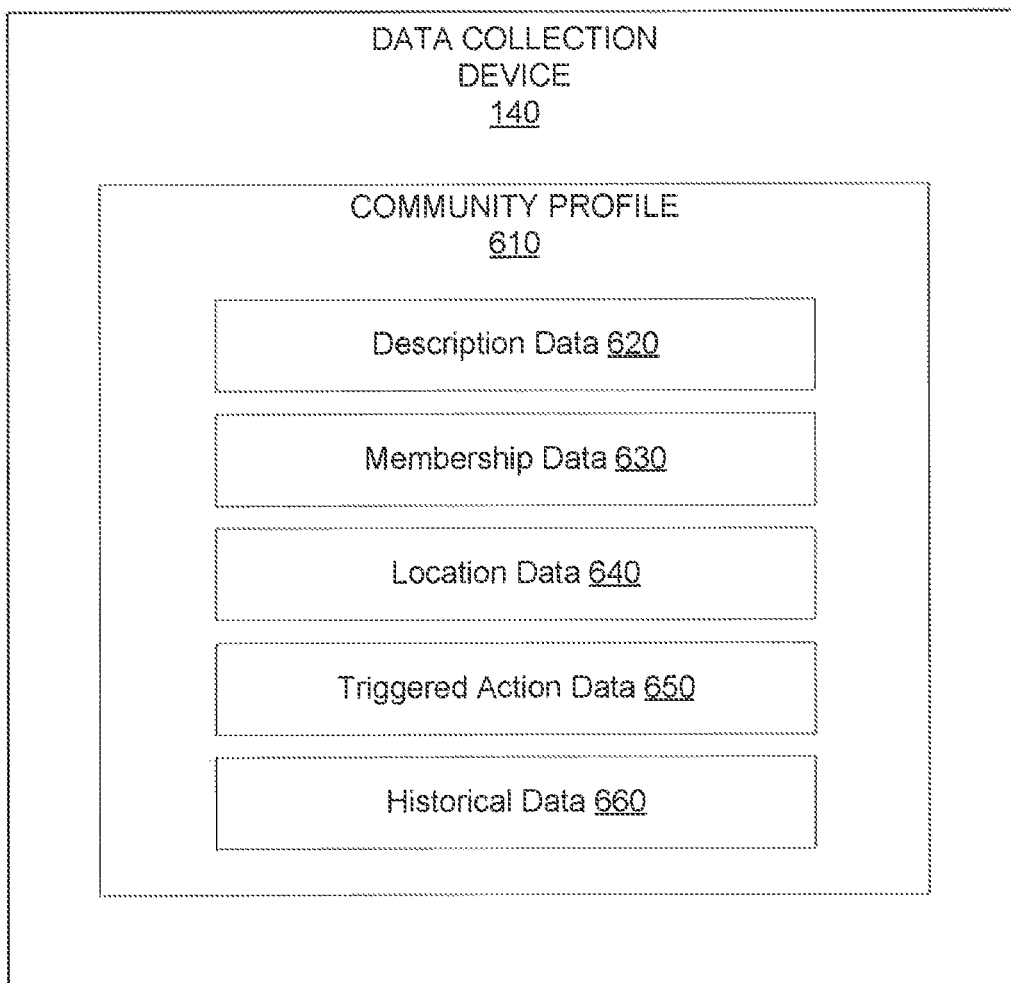 DATA COLLECTION
DEVICE
140
COMMUNITY PROFILE
610
Description Data 620
Membership Data 630
Location Data 640
Triggered Action Data 650
Historical Data 660